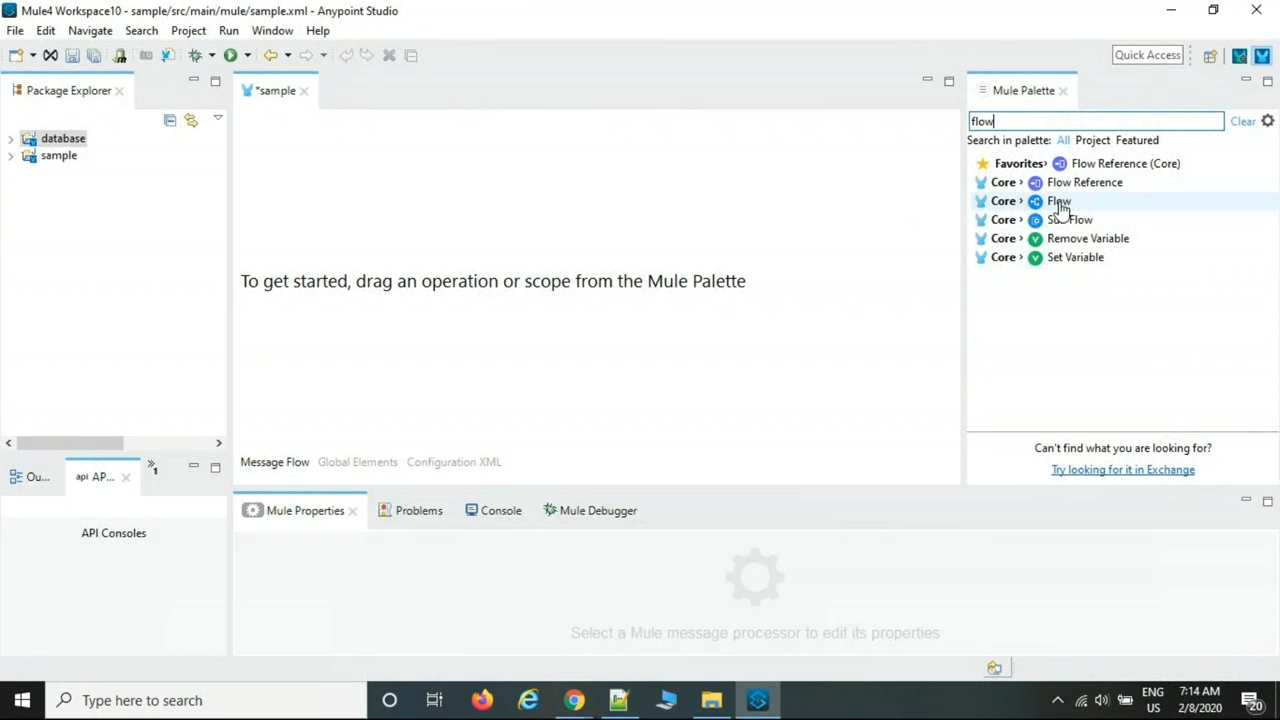 Mule4 Workspace10 - sample/src/main/mule/sample.xml - Anypoint Studio
File Edit Navigate Search Project Run Window Help
Quick Access
Package Explorer
*sample
Mule Palette
flow
Clear
Search in palette: All Project Featured
database
sample
Favorites Flow Reference (Core)
Core Flow Reference
Core Flow
Core Flow
Core Remove Variable
Core Set Variable
To get started, drag an operation or scope from the Mule Palette
Can't find what you are looking for?
Try looking for it in Exchange
Message Flow Global Elements Configuration XML
Ou...
api AP...
1
API Consoles
Mule Properties
Problems
Console
Mule Debugger
Select a Mule message processor to edit its properties
Type here to search
ENG
US
7:14 AM
2/8/2020
20